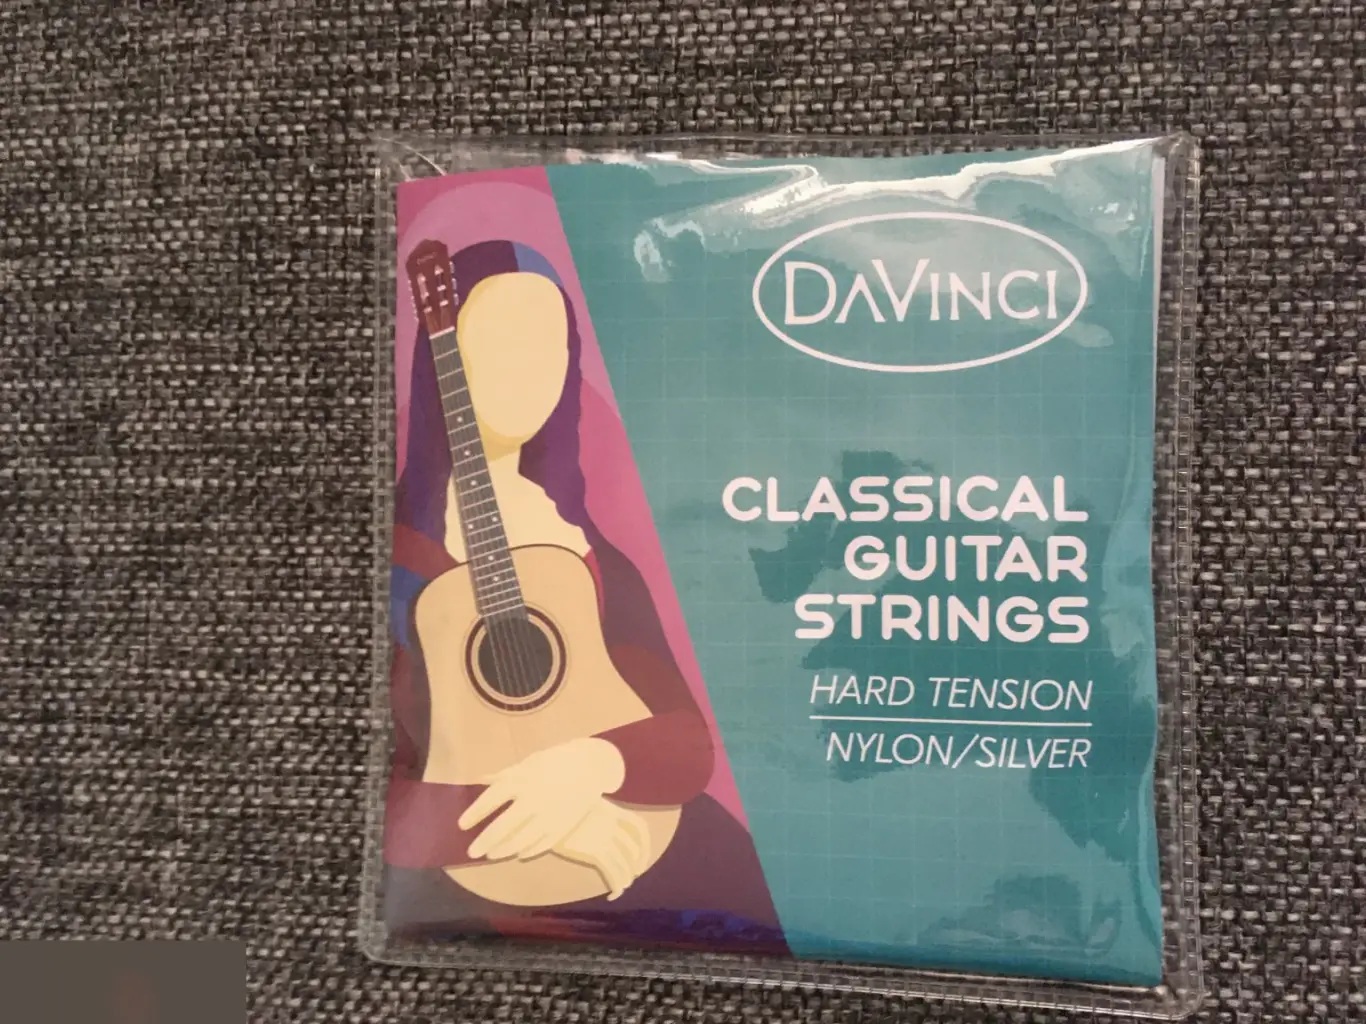 DAVINCI
CLASSICAL
GUITAR
STRINGS
HARD TENSION
NYLON/SILVER